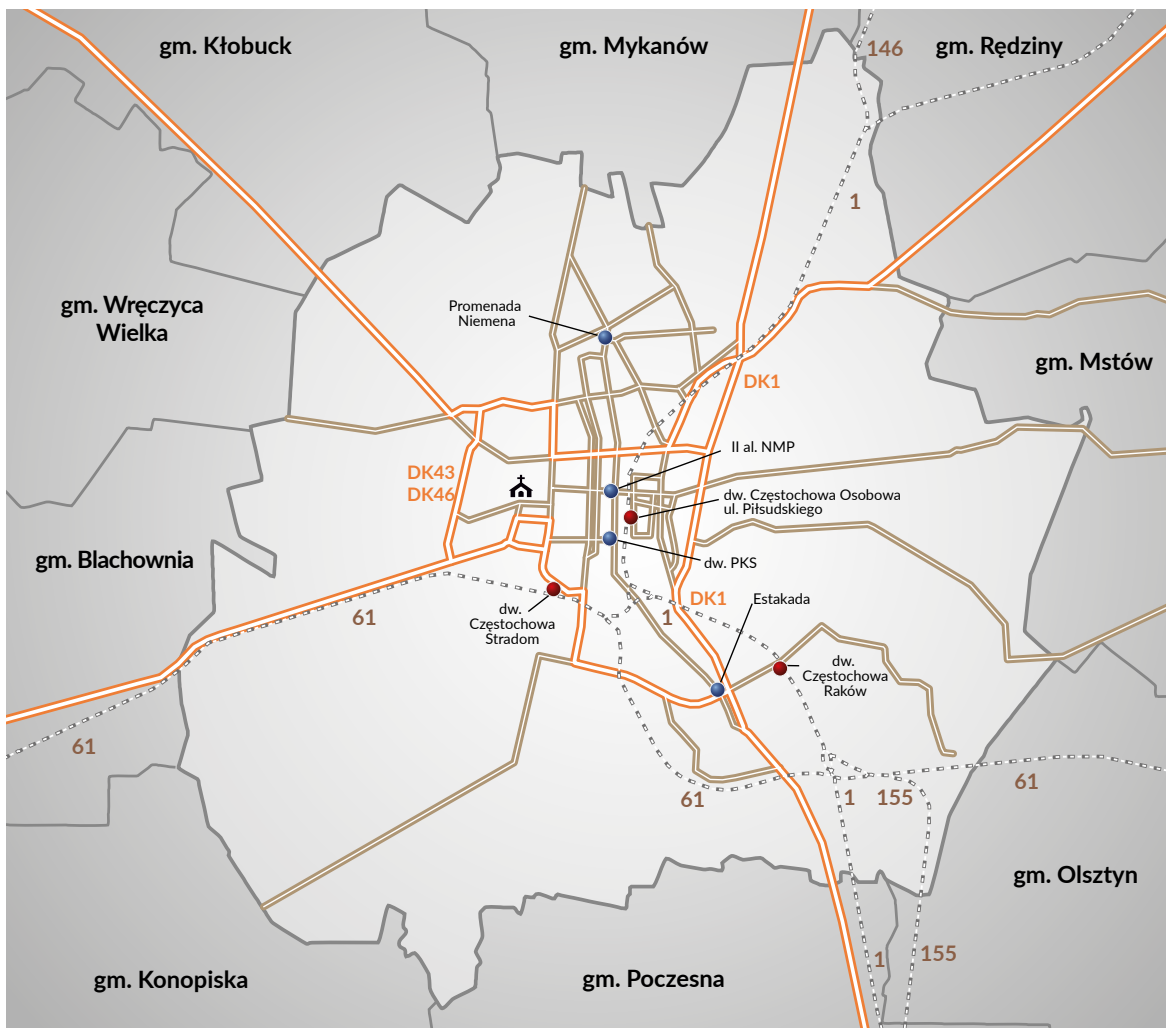 gm. Kłobuck
gm. Mykanów
gm. Rędziny
146
1
gm. Wręczyca
Wielka
Promenada
Niemena
gm. Mstów
DK1
II al. NMP
DK43
DK46
dw. Częstochowa Osobowa
ul. Piłsudskiego
gm. Blachownia
dw. PKS
DK1
Estakada
61
1
dw.
Częstochowa
Stradom
dw.
Częstochowa
Raków
61
61
1
155
61
gm. Olsztyn
gm. Konopiska
gm. Poczesna
1
155